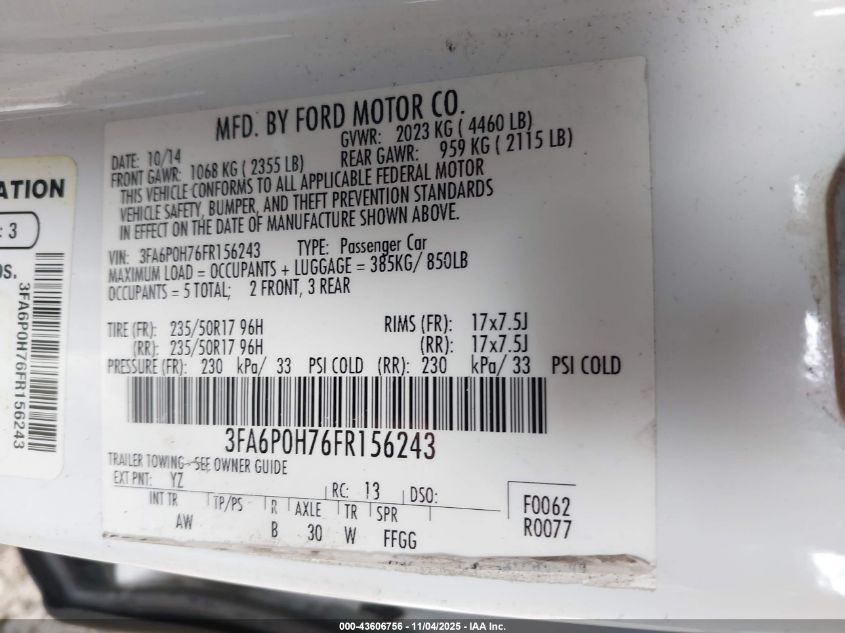 MFD. BY FORD MOTOR CO.
DATE: 10/14 GVWR: 2023 KG ( 4460 LB)
FRONT GAWR: 1068 KG ( 2355 LB) REAR GAWR: 959 KG ( 2115 LB)
THIS VEHICLE CONFORMS TO ALL APPLICABLE FEDERAL MOTOR
VEHICLE SAFETY, BUMPER, AND THEFT PREVENTION STANDARDS
IN EFFECT ON THE DATE OF MANUFACTURE SHOWN ABOVE.
VIN: 3FA6P0H76FR156243 TYPE: Passenger Car
MAXIMUM LOAD = OCCUPANTS + LUGGAGE = 385KG/ 850LB
OCCUPANTS = 5 TOTAL; 2 FRONT, 3 REAR
TIRE (FR): 235/50R17 96H RIMS (FR): 17x7.5J
(RR): 235/50R17 96H (RR): 17x7.5J
PRESSURE (FR): 230 kPa/ 33 PSI COLD (RR): 230 kPa/ 33 PSI COLD
3FA6P0H76FR156243
TRAILER TOWING - SEE OWNER GUIDE
EXT PNT: YZ RC: 13 DSO:
INT TR TP/PS R AXLE TR SPR
AW B 30 W FFGG
F0062
R0077
ATION
: 3
OS.
3FA6P0H76FR156243
000-43606756 - 11/04/2025 - IAA Inc.